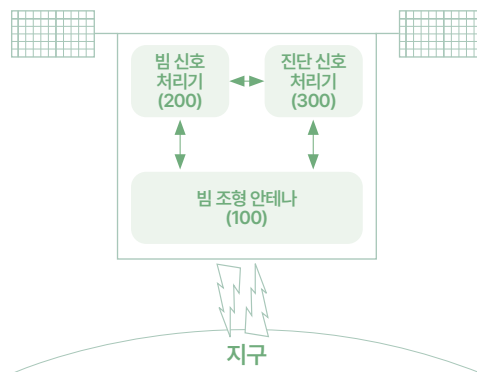 빔 신호
처리기
(200)
진단 신호
처리기
(300)
빔 조형 안테나
(100)
지구